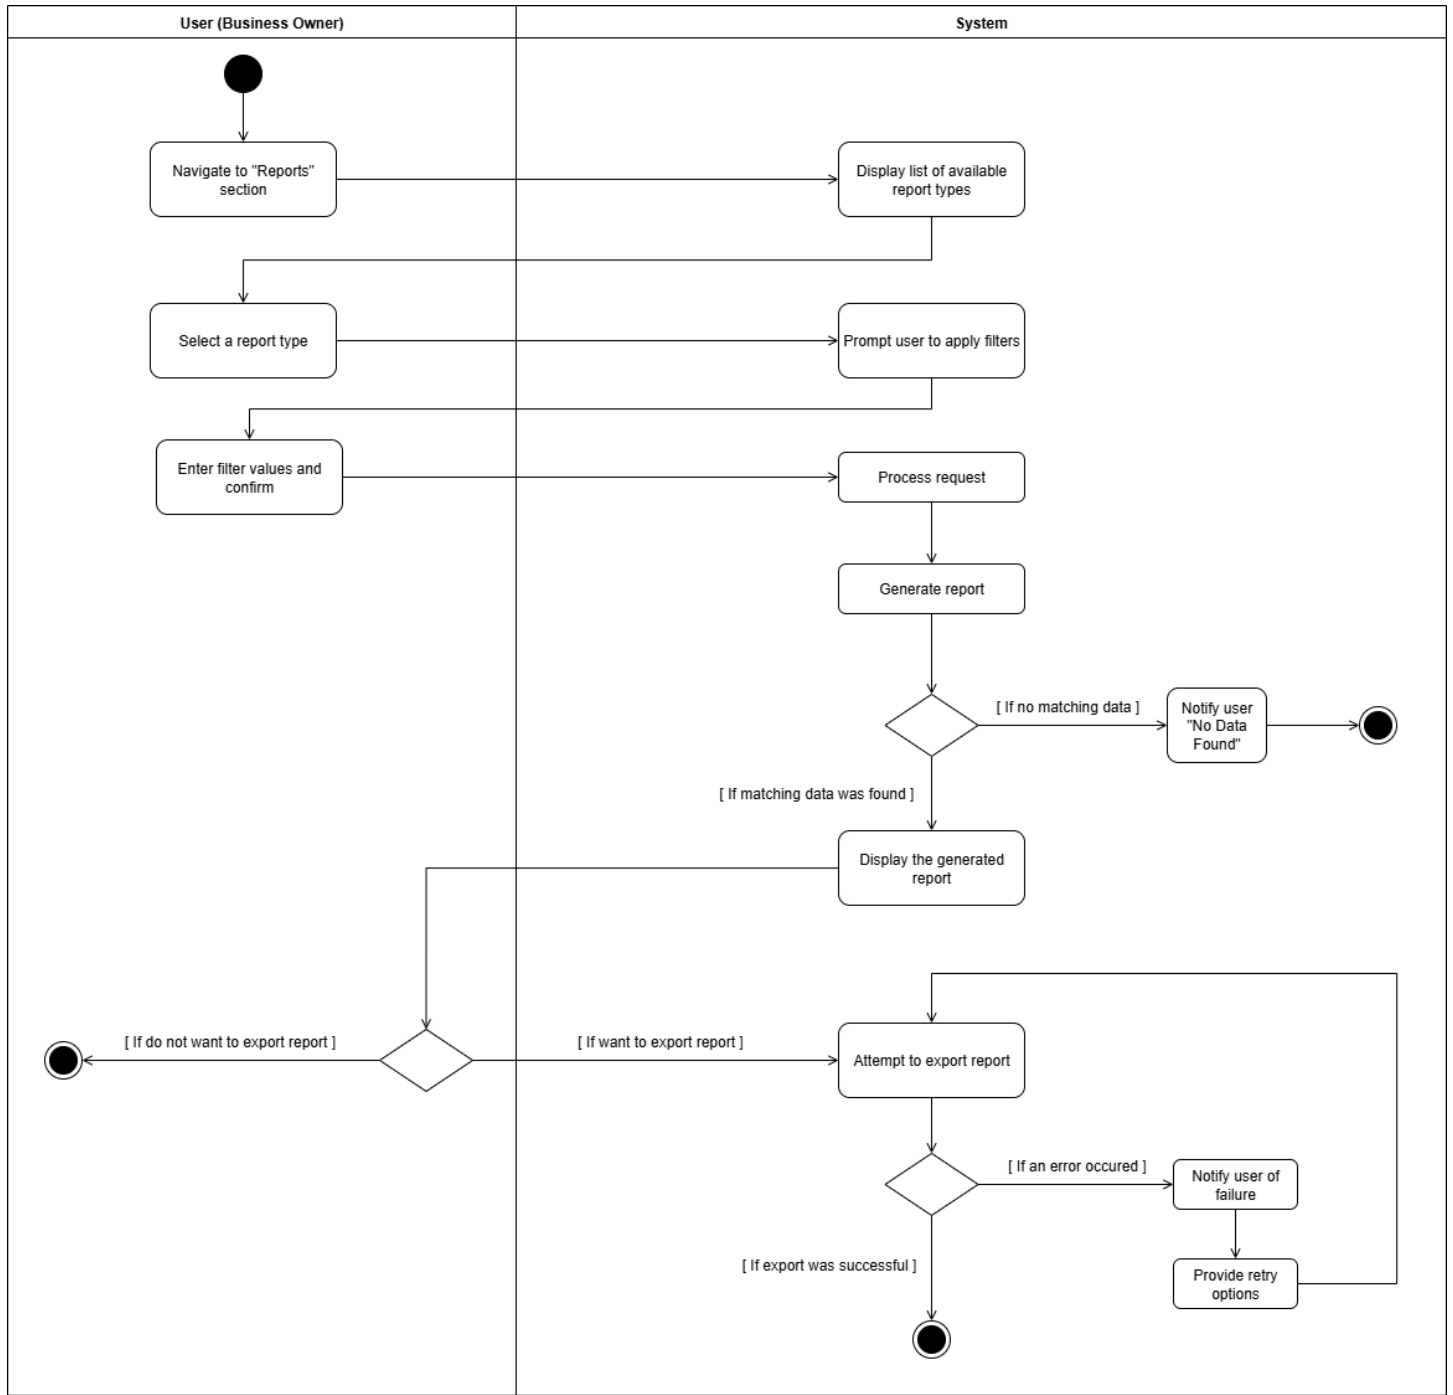 User (Business Owner)
System
Navigate to "Reports"
section
Display list of available
report types
Select a report type
Prompt user to apply filters
Enter filter values and
confirm
Process request
Generate report
[ If no matching data ]
Notify user
"No Data
Found"
[ If matching data was found ]
Display the generated
report
[ If do not want to export report ]
[ If want to export report ]
Attempt to export report
[ If an error occured ]
Notify user of
failure
[ If export was successful ]
Provide retry
options